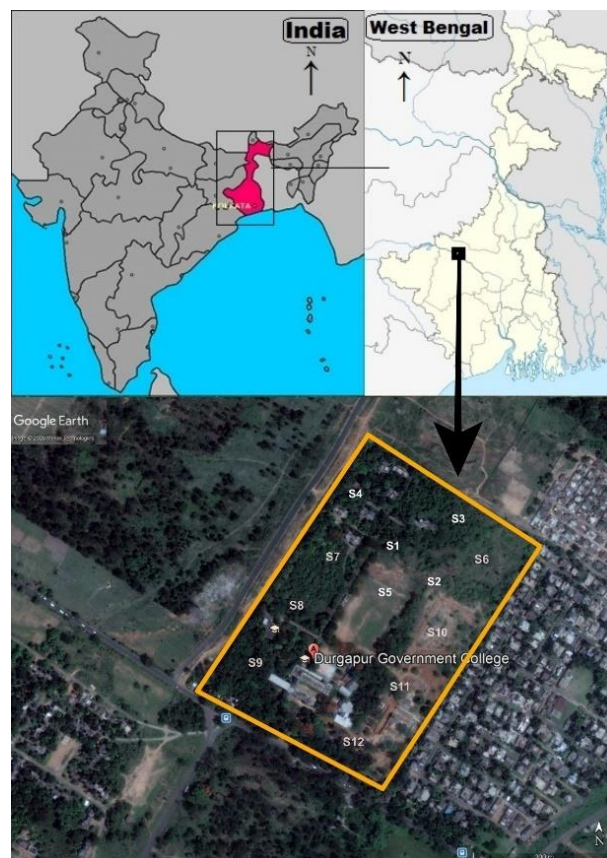 India
N
West Bengal
N
KOLKATA
Google Earth
S4
S3
S1
S7
S6
S2
S5
S8
S10
A
Durgapur Government College
S9
S11
S12
N